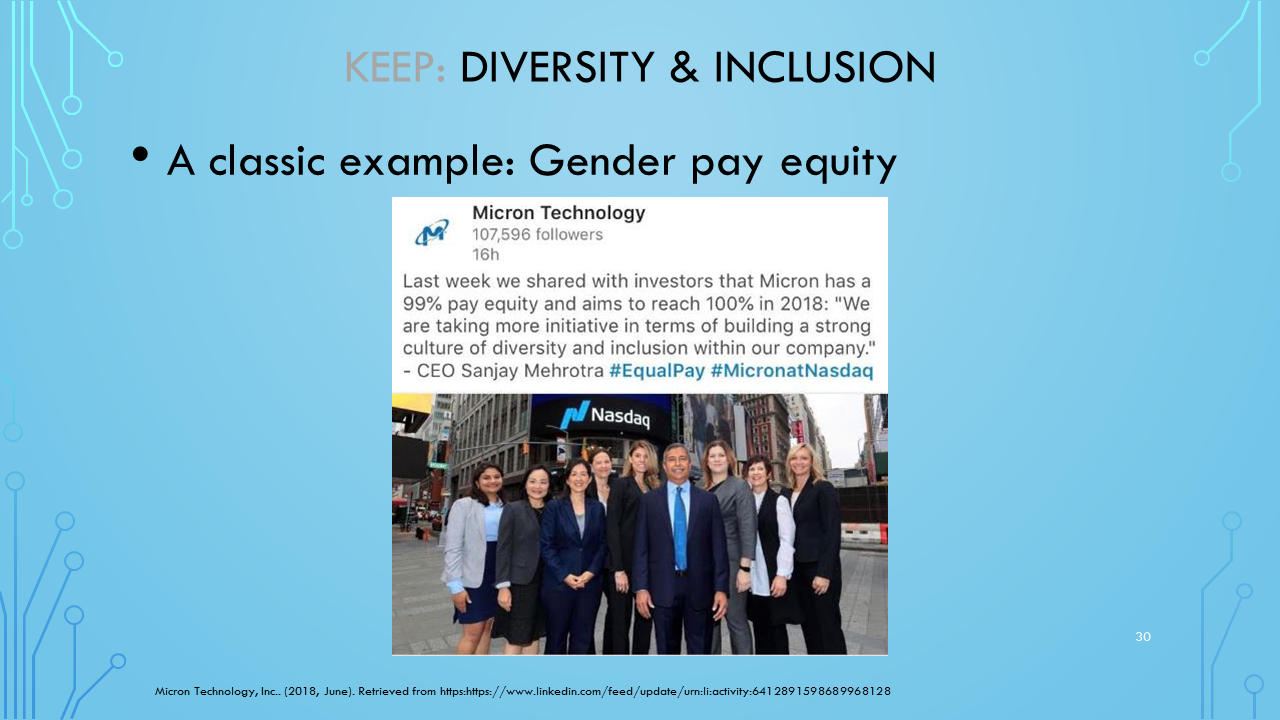 KEEP: DIVERSITY & INCLUSION
• A classic example: Gender pay equity
Micron Technology
107,596 followers
16h
Last week we shared with investors that Micron has a
99% pay equity and aims to reach 100% in 2018: "We
are taking more initiative in terms of building a strong
culture of diversity and inclusion within our company."
- CEO Sanjay Mehrotra #EqualPay #MicronatNasdaq
Nasdaq
30
Micron Technology, Inc.. (2018, June). Retrieved from https:https://www.linkedin.com/feed/update/urn:li:activity:6412891598689968128